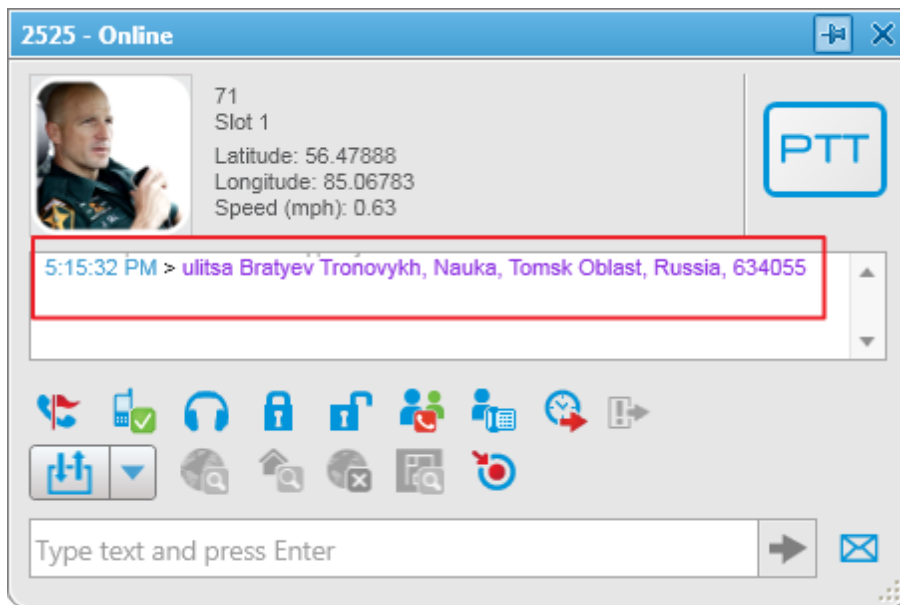 2525 - Online
71
Slot 1
Latitude: 56.47888
Longitude: 85.06783
Speed (mph): 0.63
PTT
5:15:32 PM > ulitsa Bratyev Tronovykh, Nauka, Tomsk Oblast, Russia, 634055
Type text and press Enter